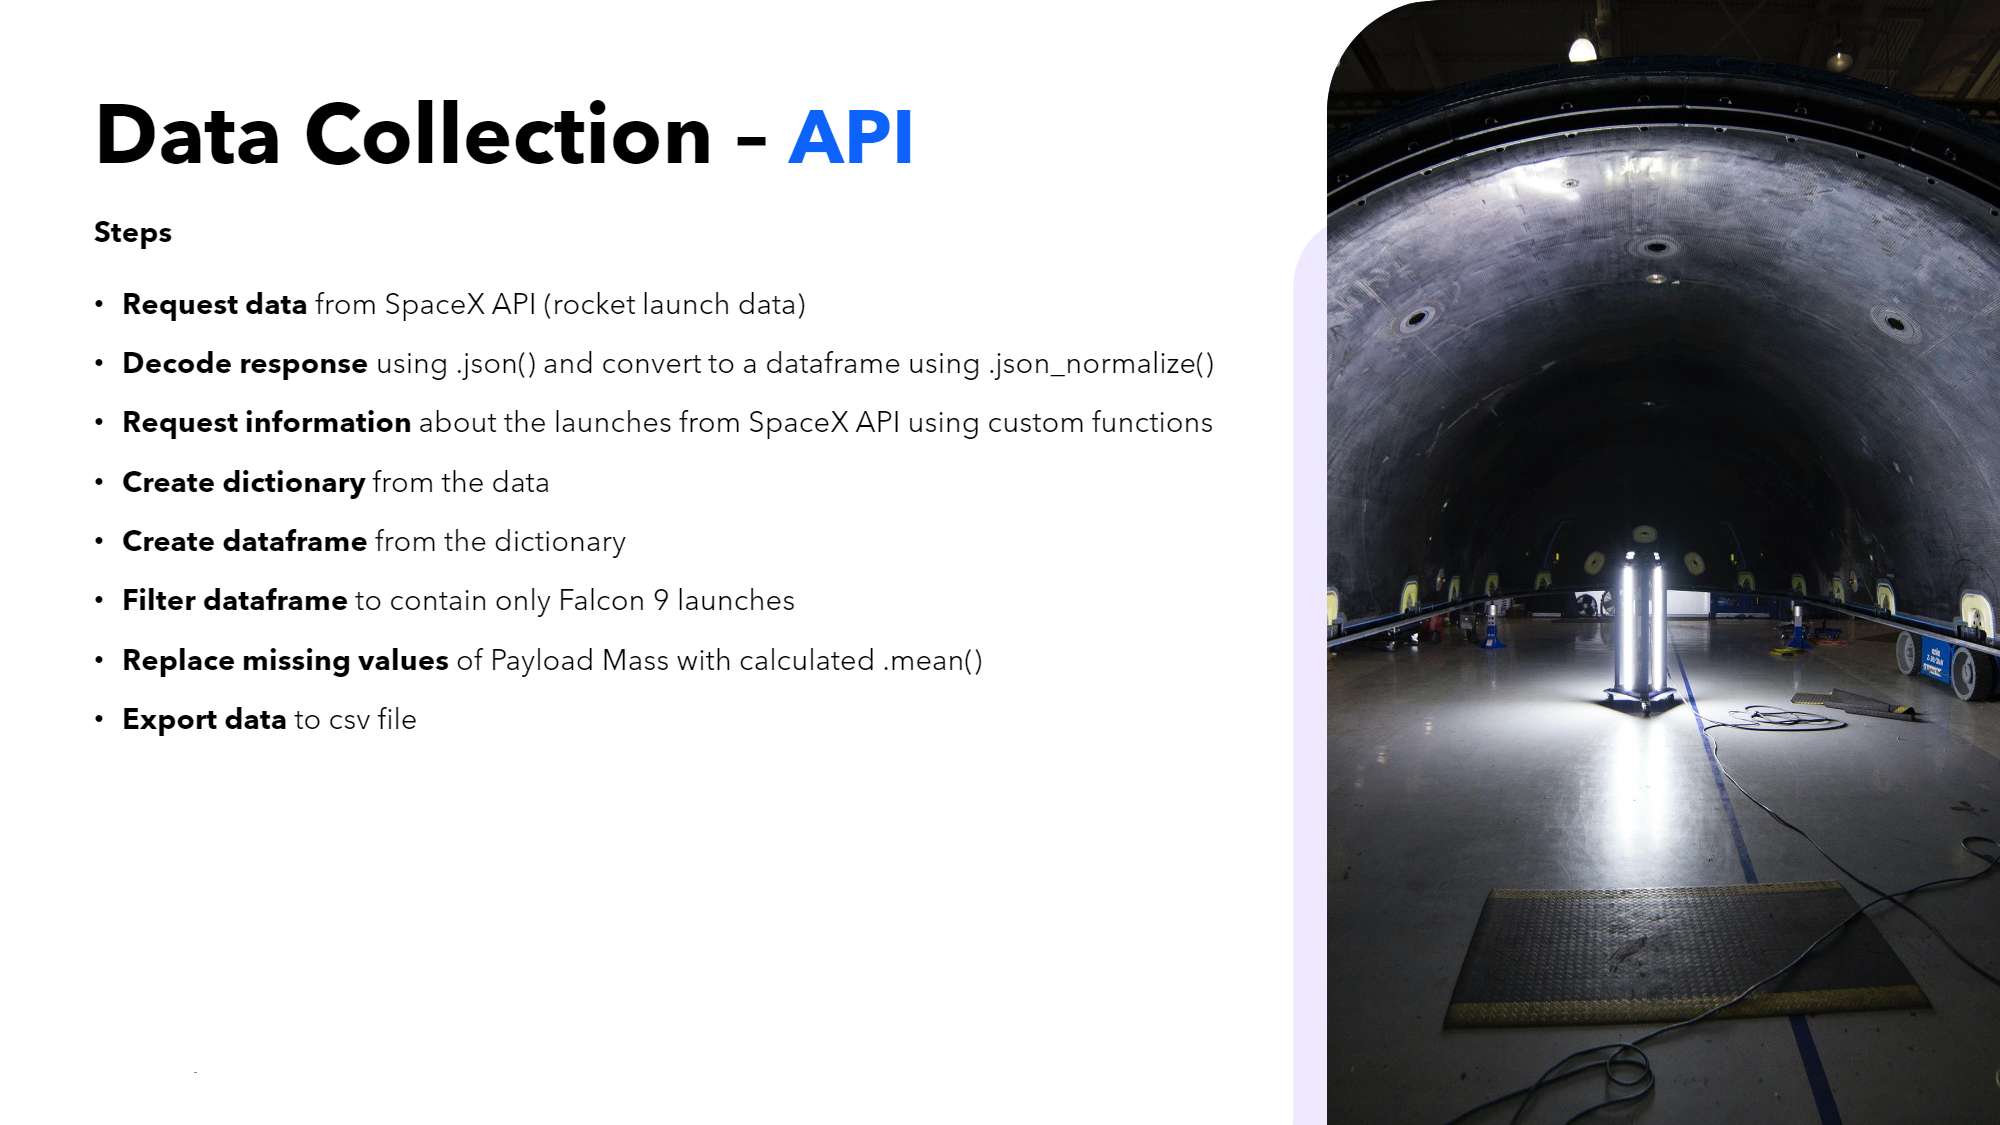 Data Collection – API
Steps
• Request data from SpaceX API (rocket launch data)
• Decode response using .json() and convert to a dataframe using .json_normalize()
• Request information about the launches from SpaceX API using custom functions
• Create dictionary from the data
• Create dataframe from the dictionary
• Filter dataframe to contain only Falcon 9 launches
• Replace missing values of Payload Mass with calculated .mean()
• Export data to csv file